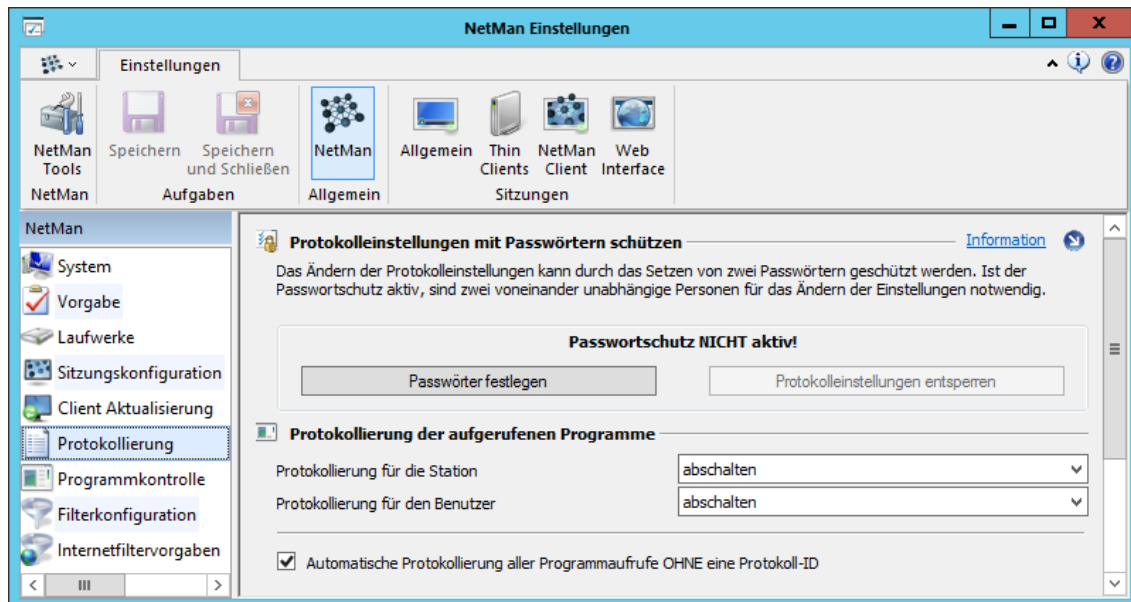 NetMan Einstellungen
Einstellungen
NetMan Tools
Speichern
Speichern und Schließen
NetMan
Allgemein
Thin Clients
NetMan Client
Web Interface
NetMan
Aufgaben
Allgemein
Sitzungen
NetMan
System
Vorgabe
Laufwerke
Sitzungskonfiguration
Client Aktualisierung
Protokollierung
Programmkontrolle
Filterkonfiguration
Internetfiltervorgaben
Protokolleinstellungen mit Passwörtern schützen
Information
Das Ändern der Protokolleinstellungen kann durch das Setzen von zwei Passwörtern geschützt werden. Ist der
Passwortschutz aktiv, sind zwei voneinander unabhängige Personen für das Ändern der Einstellungen notwendig.
Passwortschutz NICHT aktiv!
Passwörter festlegen
Protokolleinstellungen entsperren
Protokollierung der aufgerufenen Programme
Protokollierung für die Station
abschalten
Protokollierung für den Benutzer
abschalten
Automatische Protokollierung aller Programmaufrufe OHNE eine Protokoll-ID